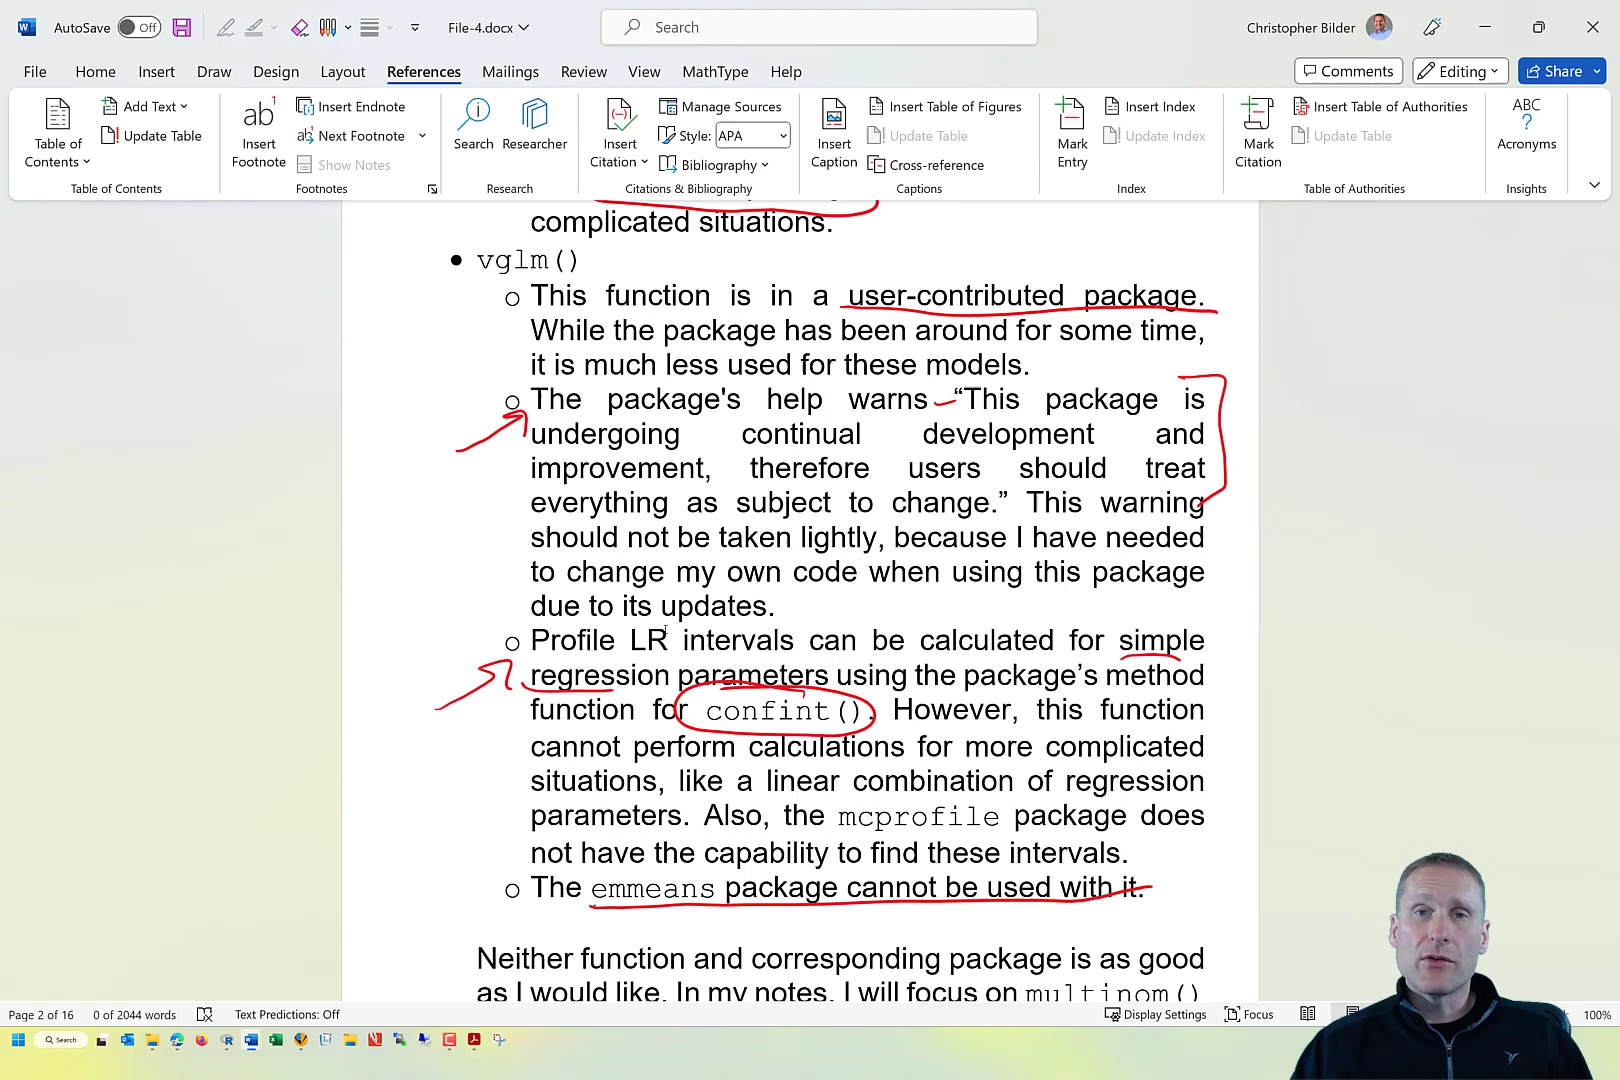 AutoSave Off File-4.docx Search Christopher Bilder
File Home Insert Draw Design Layout References Mailings Review View MathType Help Comments Editing Share
Table of Contents
Add Text
Update Table
Table of Contents
ab
Insert Footnote
Insert Endnote
Next Footnote
Show Notes
Footnotes
Search
Researcher
Research
Insert Citation
Manage Sources
Style: APA
Bibliography
Citations & Bibliography
Insert Caption
Insert Table of Figures
Update Table
Cross-reference
Captions
Mark Entry
Insert Index
Update Index
Index
Mark Citation
Insert Table of Authorities
Update Table
Table of Authorities
ABC
?
Acronyms
Insights
complicated situations.
• vglm()
o This function is in a user-contributed package.
While the package has been around for some time,
it is much less used for these models.
o The package's help warns “This package is
undergoing continual development and
improvement, therefore users should treat
everything as subject to change.” This warning
should not be taken lightly, because I have needed
to change my own code when using this package
due to its updates.
o Profile LR intervals can be calculated for simple
regression parameters using the package’s method
function for confint(). However, this function
cannot perform calculations for more complicated
situations, like a linear combination of regression
parameters. Also, the mcprofile package does
not have the capability to find these intervals.
o The emmeans package cannot be used with it.
Neither function and corresponding package is as good
as I would like. In my notes, I will focus on multinom()
Page 2 of 16 0 of 2044 words Text Predictions: Off Display Settings Focus 100%
Search